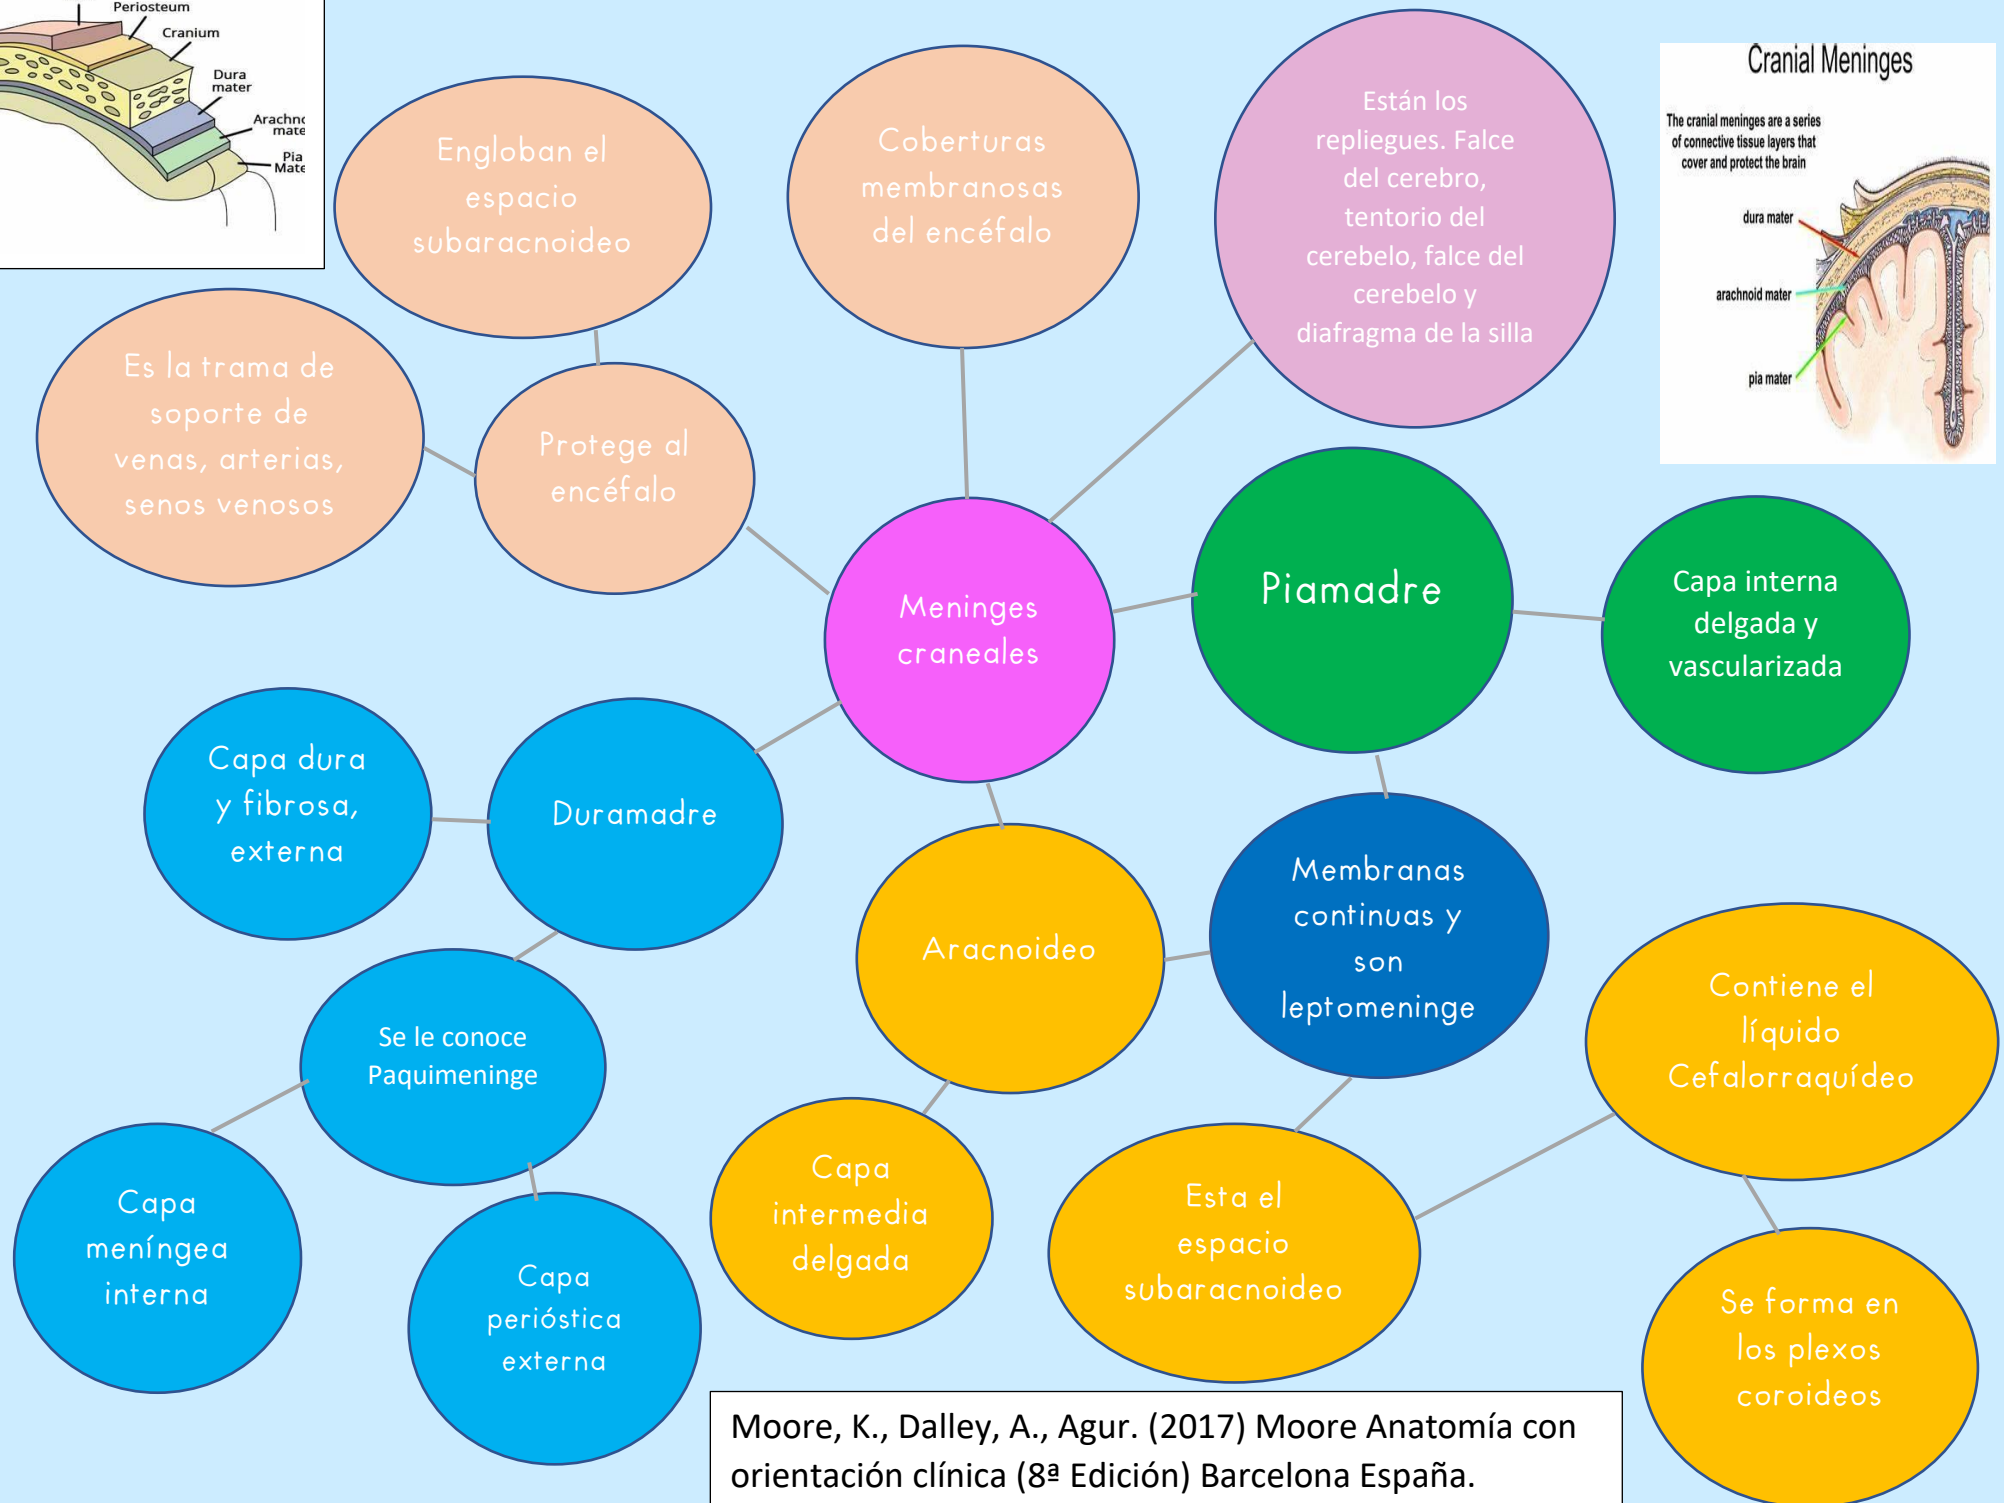 Periosteum
Cranium
Dura
mater
Pia
Engloban el
espacio
subaracnoideo
Coberturas
membranosas
del encéfalo
Están los
repliegues. Falce
del cerebro,
tentorio del
cerebelo, falce del
cerebelo y
diafragma de la silla
Cranial Meninges
The cranial meninges are a series
of connective tissue layers that
cover and protect the brain
dura mater
arachnoid mater
pia mater
Es la trama de
soporte de
venas, arterias,
senos venosos
Protege al
encéfalo
Meninges
craneales
Piamadre
Capa interna
delgada y
vascularizada
Capa dura
y fibrosa,
externa
Duramadre
Aracnoideo
Membranas
continuas y
son
leptomeninge
Contiene el
líquido
Cefalorraquídeo
Se le conoce
Paquimeninge
Capa
meníngea
interna
Capa
perióstica
externa
Capa
intermedia
delgada
Esta el
espacio
subaracnoideo
Se forma en
los plexos
coroideos
Moore, K., Dalley, A., Agur. (2017) Moore Anatomía con
orientación clínica (8ª Edición) Barcelona España.